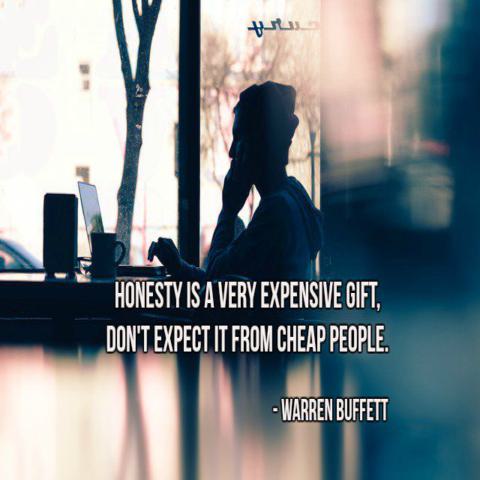 HONESTY IS A VERY EXPENSIVE GIFT,
DON'T EXPECT IT FROM CHEAP PEOPLE.
- WARREN BUFFETT